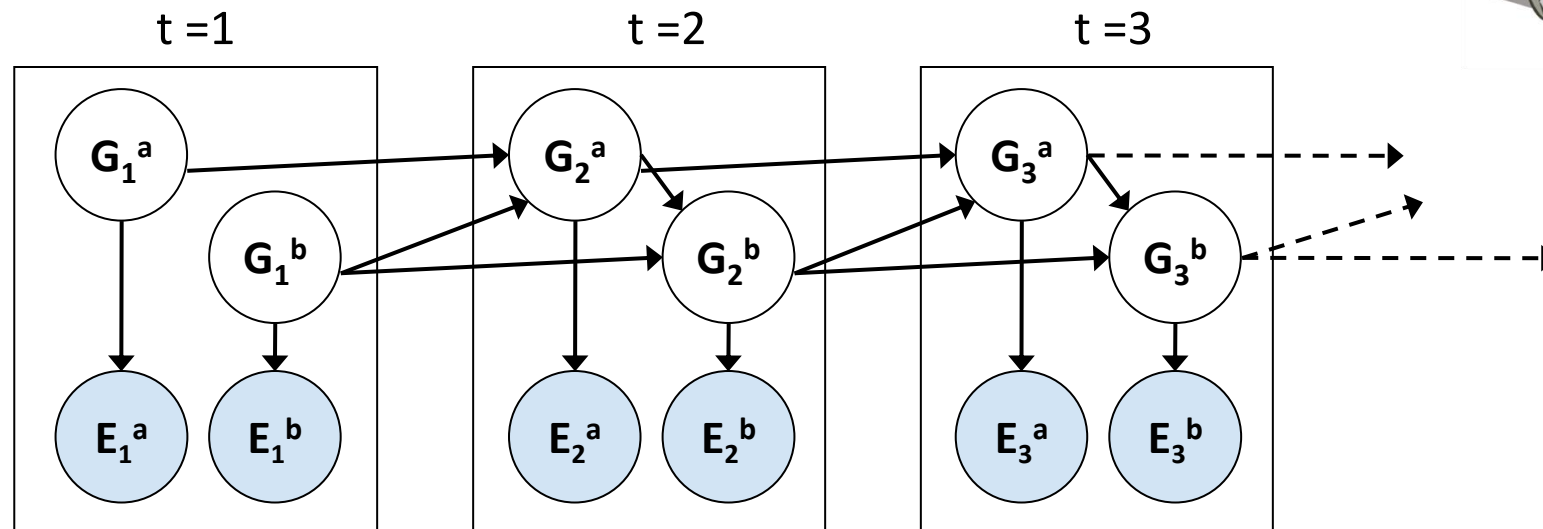 t =1 t =2 t =3
G₁ᵃ G₂ᵃ G₃ᵃ
G₁ᵇ G₂ᵇ G₃ᵇ
E₁ᵃ E₁ᵇ E₂ᵃ E₂ᵇ E₃ᵃ E₃ᵇ